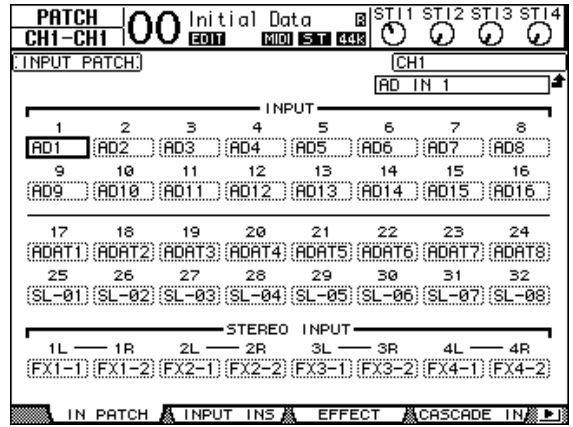 PATCH
CH1-CH1
00 Initial Data
EDIT MIDI ST 44K
STI1 STI2 STI3 STI4
INPUT PATCH
CH1
AD IN 1
INPUT
1 2 3 4 5 6 7 8
AD1 AD2 AD3 AD4 AD5 AD6 AD7 AD8
9 10 11 12 13 14 15 16
AD9 AD10 AD11 AD12 AD13 AD14 AD15 AD16
17 18 19 20 21 22 23 24
ADAT1 ADAT2 ADAT3 ADAT4 ADAT5 ADAT6 ADAT7 ADAT8
25 26 27 28 29 30 31 32
SL-01 SL-02 SL-03 SL-04 SL-05 SL-06 SL-07 SL-08
STEREO INPUT
1L 1R 2L 2R 3L 3R 4L 4R
FX1-1 FX1-2 FX2-1 FX2-2 FX3-1 FX3-2 FX4-1 FX4-2
IN PATCH INPUT INS EFFECT CASCADE IN